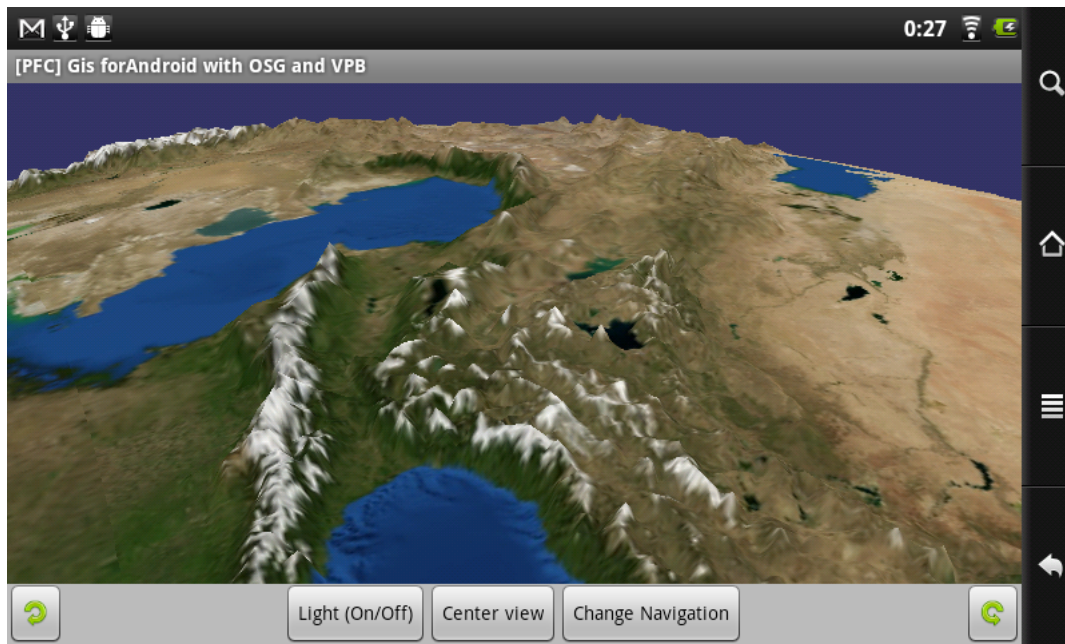 0:27
[PFC] Gis forAndroid with OSG and VPB
Light (On/Off) Center view Change Navigation